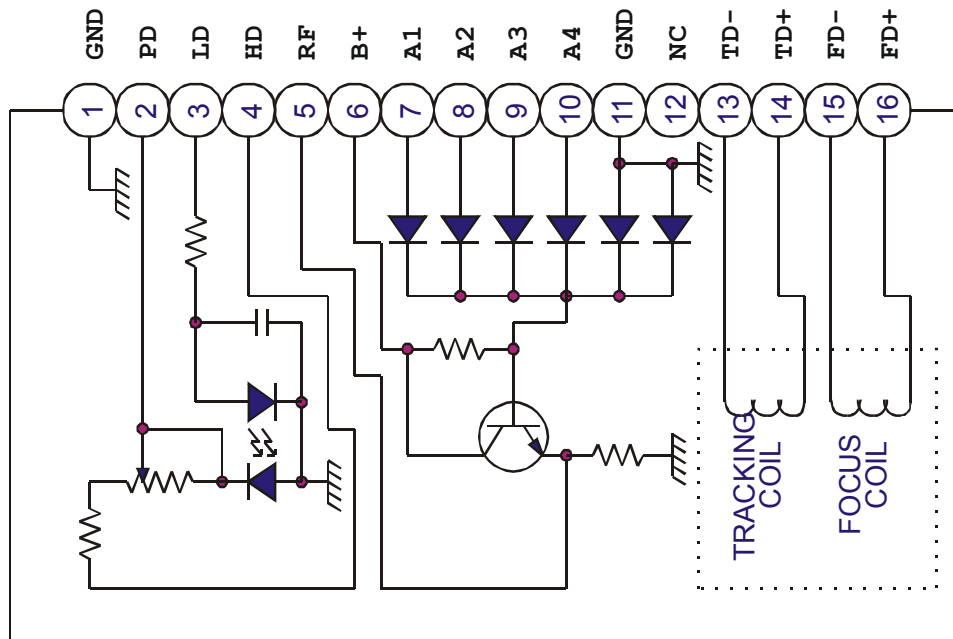 GND PD LD HD RF B+ A1 A2 A3 A4 GND NC TD- TD+ FD- FD+
1 2 3 4 5 6 7 8 9 10 11 12 13 14 15 16
TRACKING
COIL
FOCUS
COIL